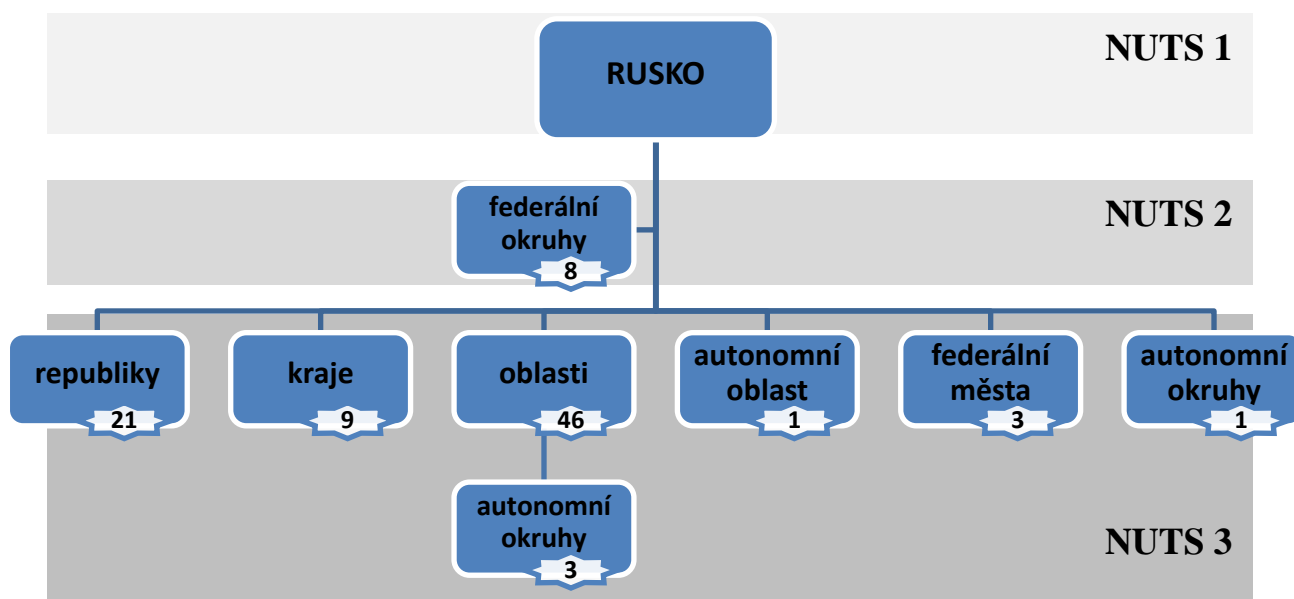 NUTS 1
RUSKO
NUTS 2
federální
okruhy
8
republiky
21
kraje
9
oblasti
46
autonomní
oblast
1
federální
města
3
autonomní
okruhy
1
autonomní
okruhy
3
NUTS 3